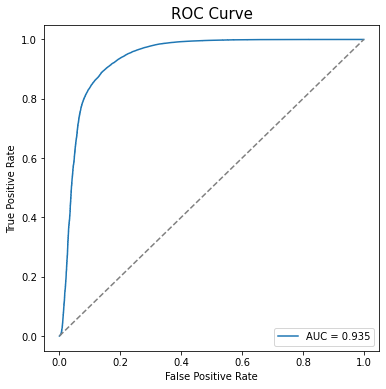 ROC Curve
1.0
0.8
0.6
0.4
0.2
0.0
True Positive Rate
AUC = 0.935
0.0 0.2 0.4 0.6 0.8 1.0
False Positive Rate